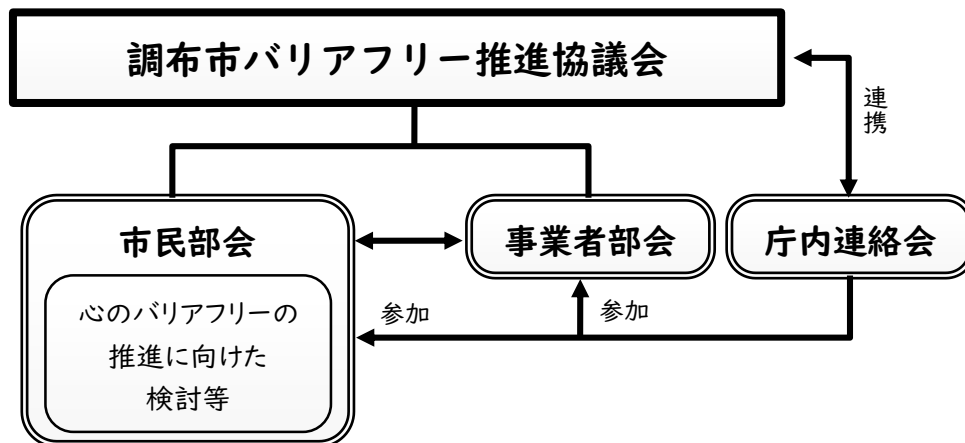 調布市バリアフリー推進協議会
連携
市民部会
事業者部会
庁内連絡会
心のバリアフリーの
推進に向けた
検討等
参加
参加